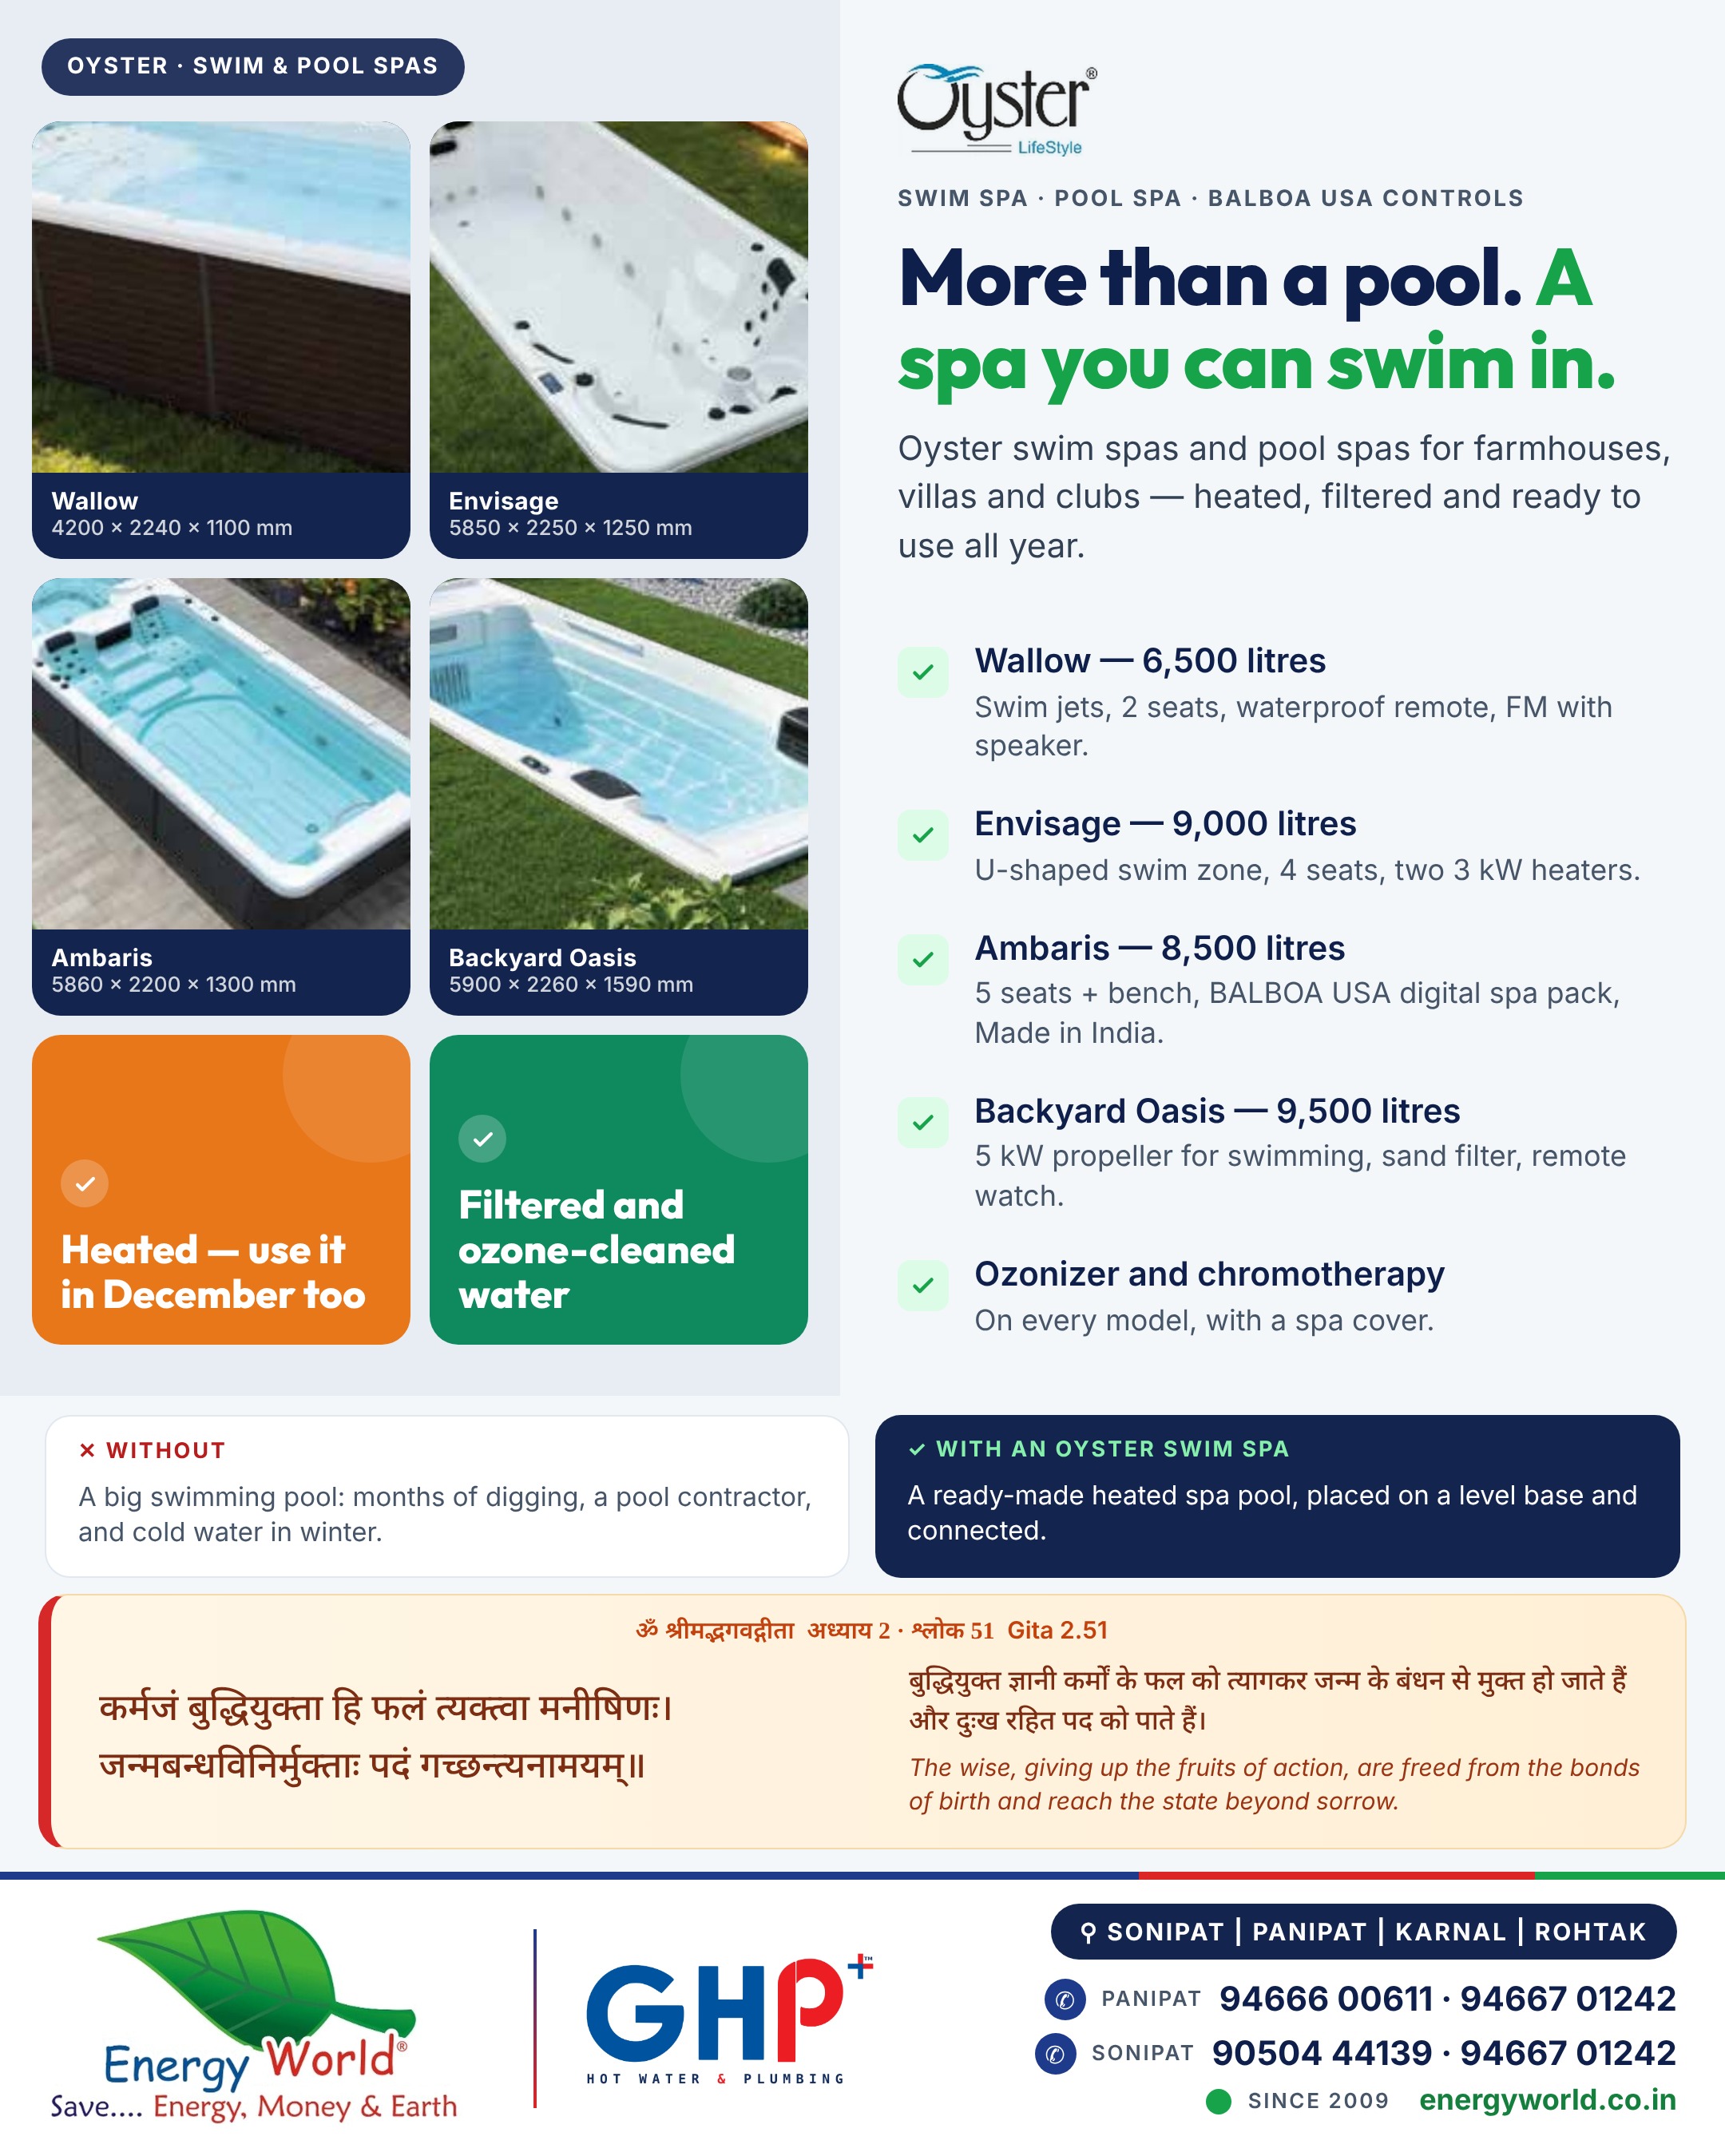 OYSTER · SWIM & POOL SPAS
Wallow
4200 × 2240 × 1100 mm
Envisage
5850 × 2250 × 1250 mm
Ambaris
5860 × 2200 × 1300 mm
Backyard Oasis
5900 × 2260 × 1590 mm
Heated — use it
in December too
Filtered and
ozone-cleaned
water
Oyster®
LifeStyle
SWIM SPA · POOL SPA · BALBOA USA CONTROLS
More than a pool. A
spa you can swim in.
Oyster swim spas and pool spas for farmhouses,
villas and clubs — heated, filtered and ready to
use all year.
Wallow — 6,500 litres
Swim jets, 2 seats, waterproof remote, FM with
speaker.
Envisage — 9,000 litres
U-shaped swim zone, 4 seats, two 3 kW heaters.
Ambaris — 8,500 litres
5 seats + bench, BALBOA USA digital spa pack,
Made in India.
Backyard Oasis — 9,500 litres
5 kW propeller for swimming, sand filter, remote
watch.
Ozonizer and chromotherapy
On every model, with a spa cover.
✕ WITHOUT
A big swimming pool: months of digging, a pool contractor,
and cold water in winter.
✓ WITH AN OYSTER SWIM SPA
A ready-made heated spa pool, placed on a level base and
connected.
ॐ श्रीमद्भगवद्गीता अध्याय 2 · श्लोक 51 Gita 2.51
कर्मजं बुद्धियुक्ता हि फलं त्यक्त्वा मनीषिणः।
जन्मबन्धविनिर्मुक्ताः पदं गच्छन्त्यनामयम्॥
बुद्धियुक्त ज्ञानी कर्मों के फल को त्यागकर जन्म के बंधन से मुक्त हो जाते हैं
और दुःख रहित पद को पाते हैं।
The wise, giving up the fruits of action, are freed from the bonds
of birth and reach the state beyond sorrow.
Energy World®
Save.... Energy, Money & Earth
GHP+™
HOT WATER & PLUMBING
SONIPAT | PANIPAT | KARNAL | ROHTAK
PANIPAT 94666 00611 · 94667 01242
SONIPAT 90504 44139 · 94667 01242
SINCE 2009 energyworld.co.in